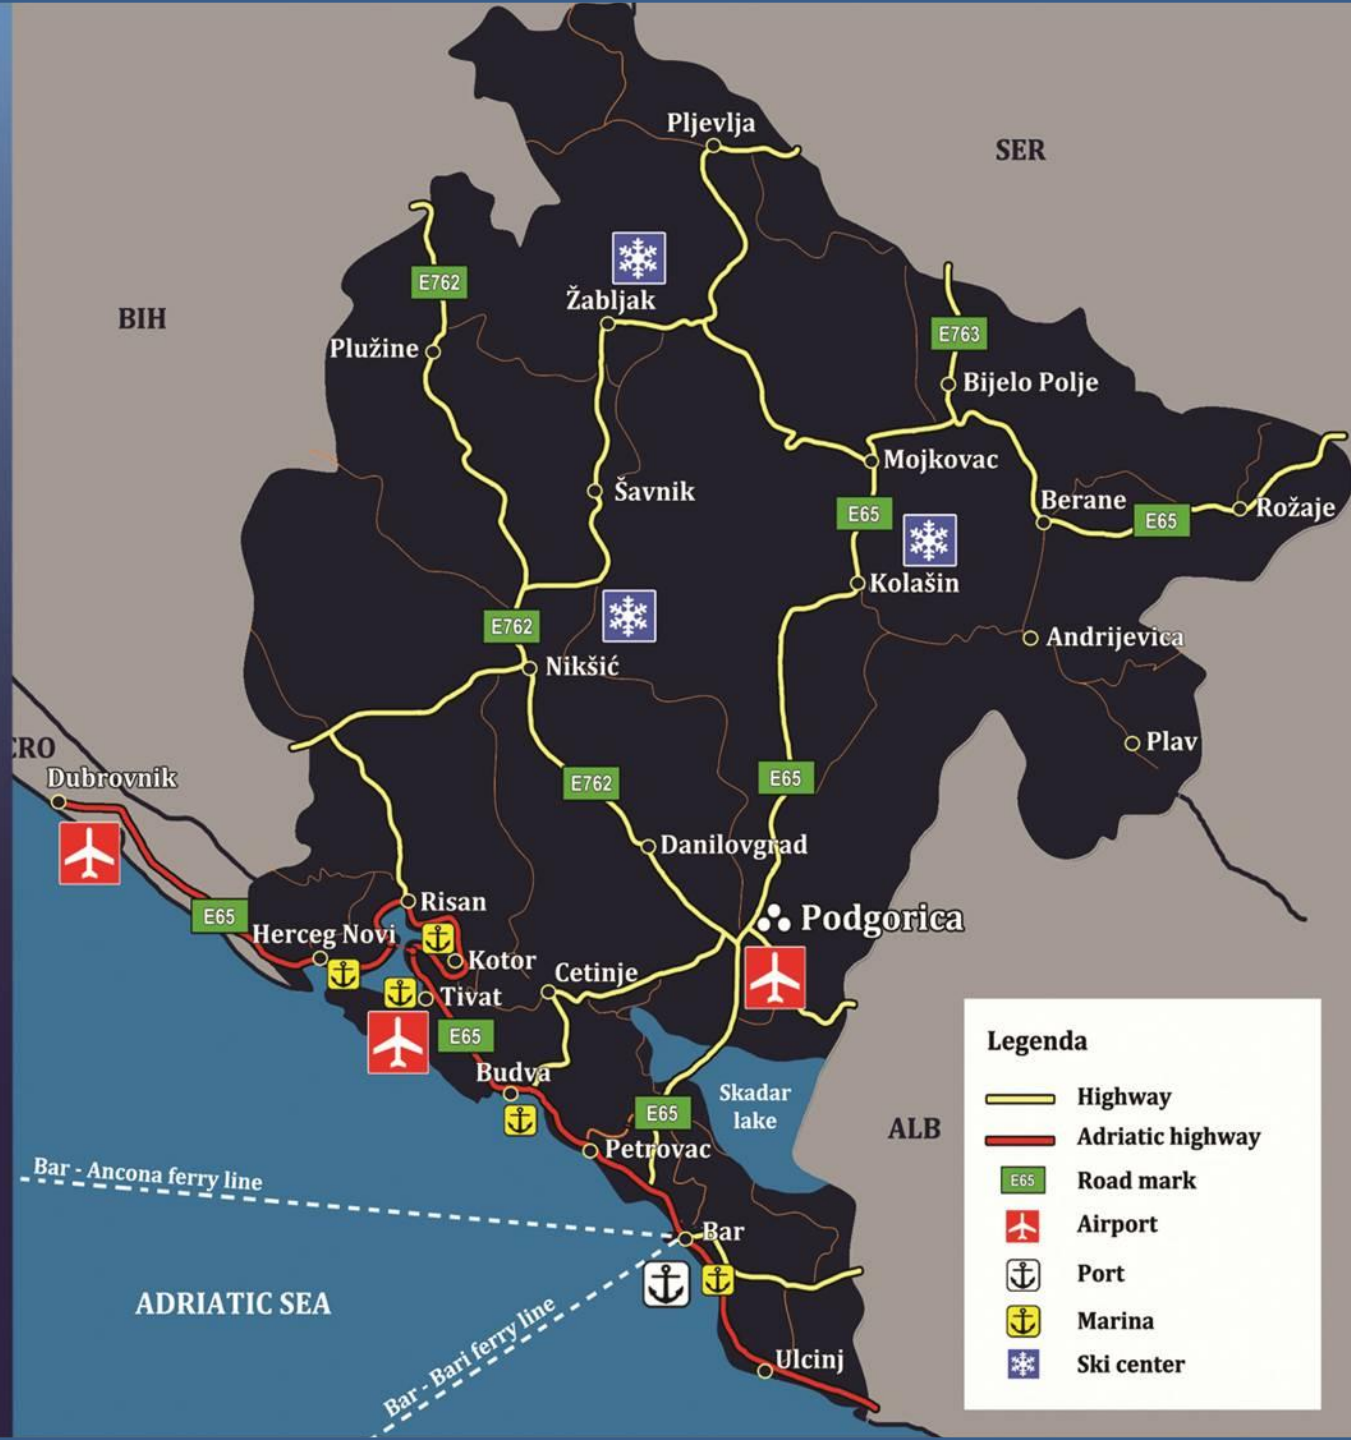 Pljevlja
SER
E762
Žabljak
BIH
E763
Plužine
Bijelo Polje
Mojkovac
Šavnik
E65
Berane
E65
Rožaje
Kolašin
E762
Nikšić
Andrijevica
Plav
CRO
Dubrovnik
E762
E65
Danilovgrad
Risan
E65
Herceg Novi
Podgorica
Kotor
Cetinje
Tivat
E65
Budva
Skadar
lake
E65
Petrovac
ALB
Bar - Ancona ferry line
Bar
ADRIATIC SEA
Bar - Bari ferry line
Ulcinj
Legenda
Highway
Adriatic highway
E65
Road mark
Airport
Port
Marina
Ski center